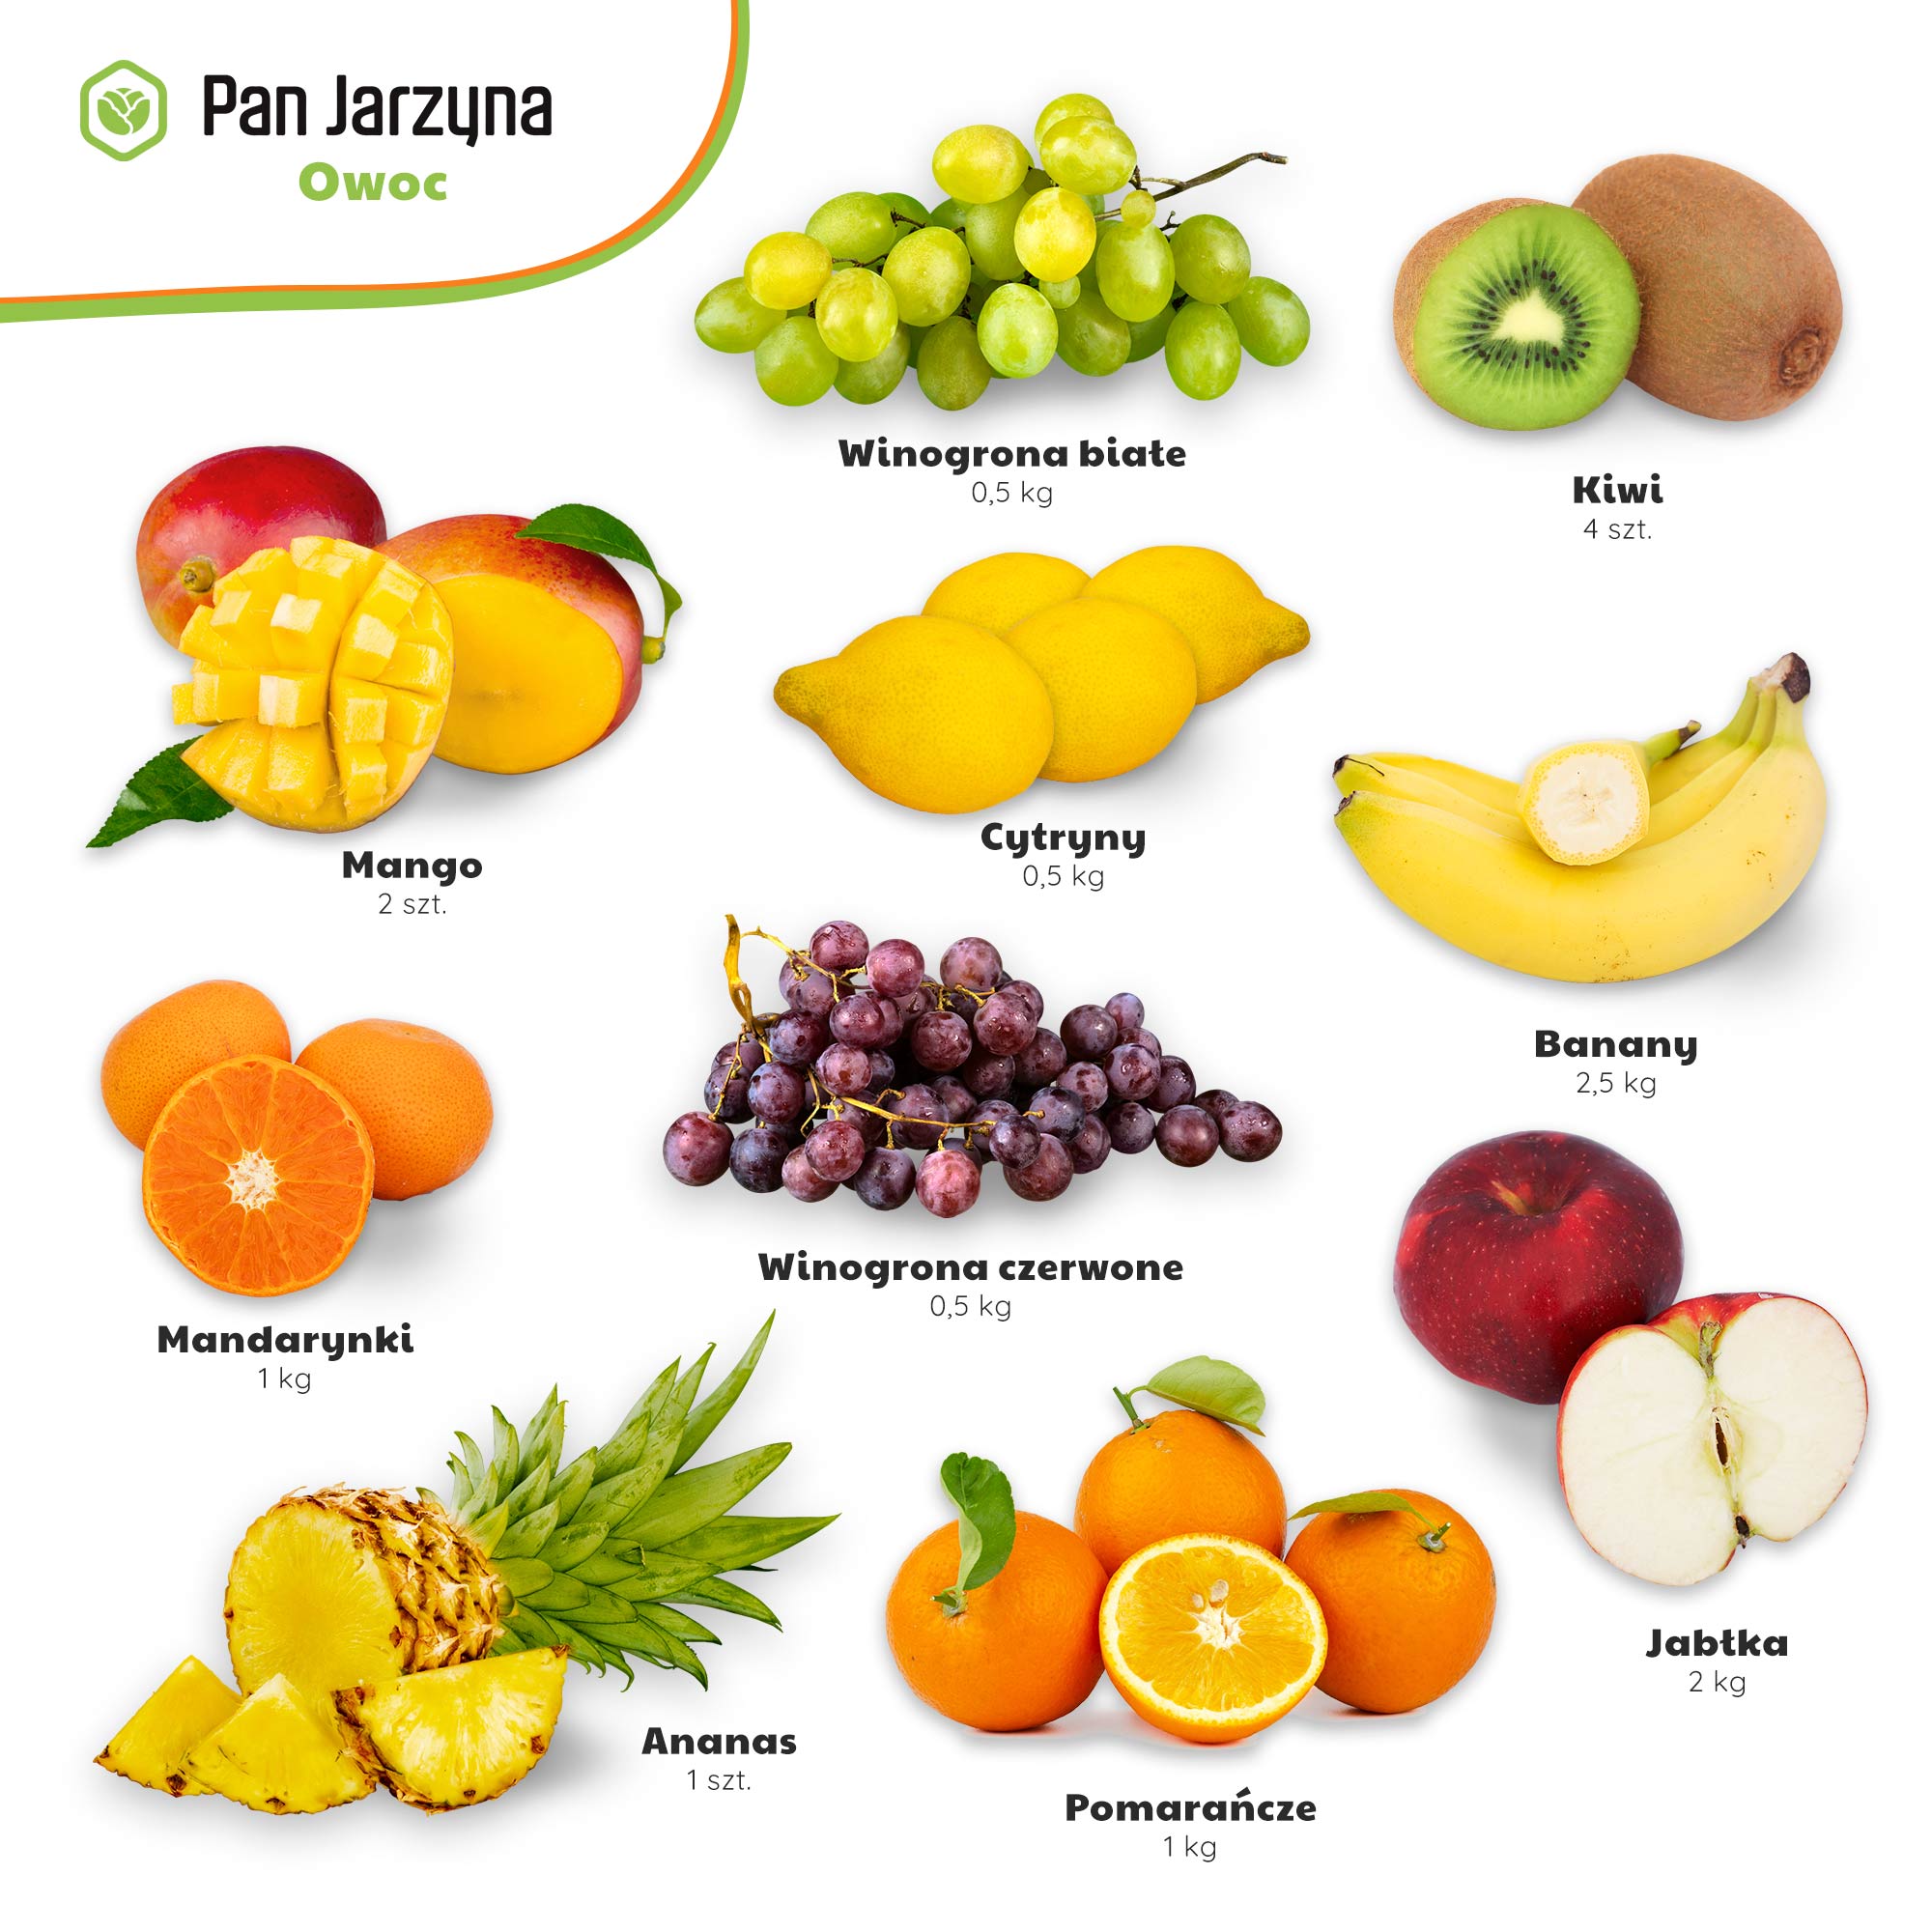 Pan Jarzyna
Owoc
Winogrona białe
0,5 kg
Kiwi
4 szt.
Mango
2 szt.
Cytryny
0,5 kg
Banany
2,5 kg
Mandarynki
1 kg
Winogrona czerwone
0,5 kg
Jabłka
2 kg
Ananas
1 szt.
Pomarańcze
1 kg